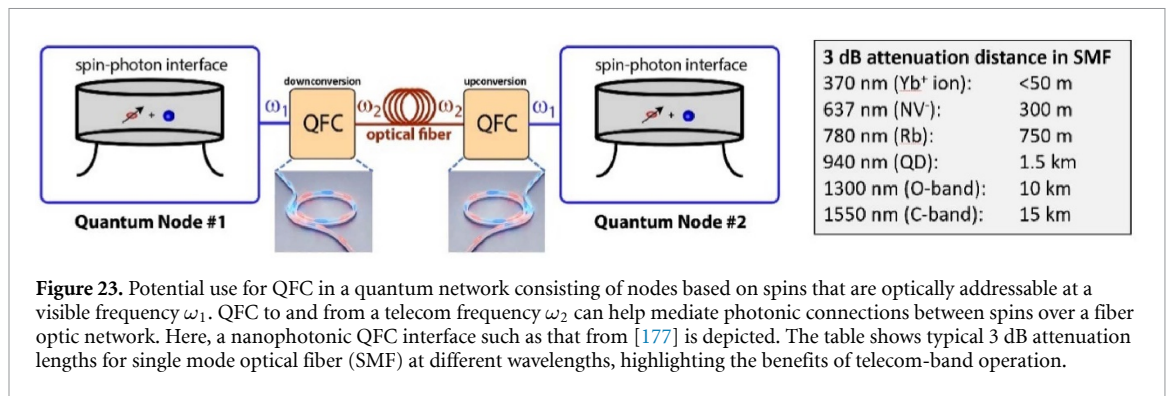 spin-photon interface
Quantum Node #1
ω₁
downconversion
QFC
ω₂
optical fiber
ω₂
upconversion
QFC
ω₁
spin-photon interface
Quantum Node #2
3 dB attenuation distance in SMF
370 nm (Yb⁺ ion): <50 m
637 nm (NV⁻): 300 m
780 nm (Rb): 750 m
940 nm (QD): 1.5 km
1300 nm (O-band): 10 km
1550 nm (C-band): 15 km
Figure 23. Potential use for QFC in a quantum network consisting of nodes based on spins that are optically addressable at a
visible frequency ω₁. QFC to and from a telecom frequency ω₂ can help mediate photonic connections between spins over a fiber
optic network. Here, a nanophotonic QFC interface such as that from [177] is depicted. The table shows typical 3 dB attenuation
lengths for single mode optical fiber (SMF) at different wavelengths, highlighting the benefits of telecom-band operation.